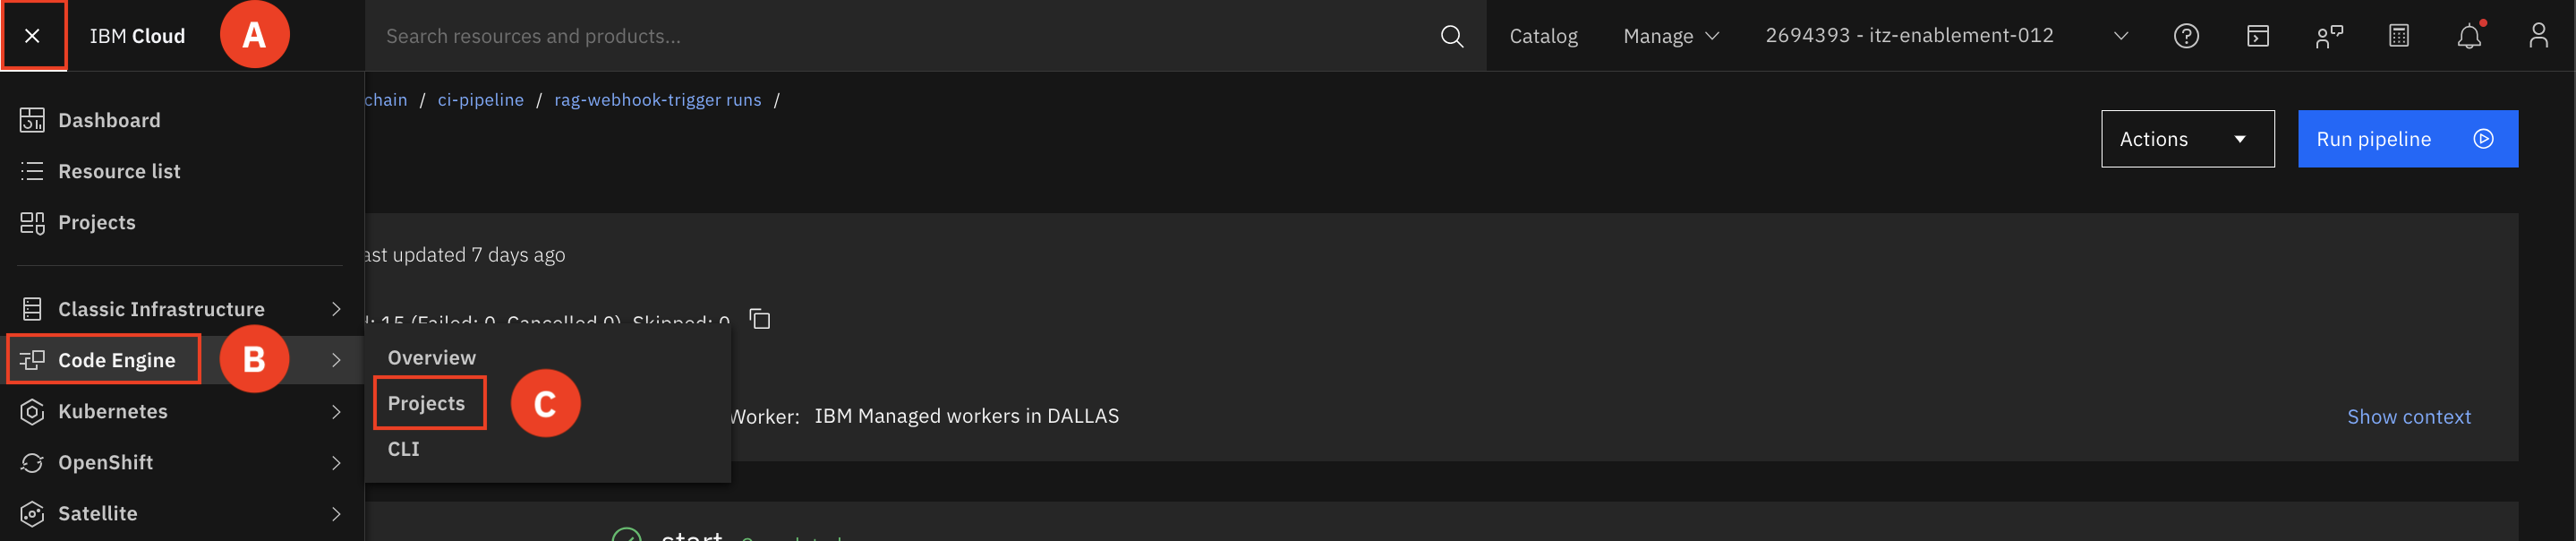 IBM Cloud
A
Search resources and products...
Catalog
Manage
2694393 - itz-enablement-012
chain / ci-pipeline / rag-webhook-trigger runs /
Actions
Run pipeline
Dashboard
Resource list
Projects
ast updated 7 days ago
Classic Infrastructure
: 15 (Failed: 0, Cancelled 0), Skipped: 0
Code Engine
B
Overview
Projects
C
CLI
Kubernetes
Worker: IBM Managed workers in DALLAS
Show context
OpenShift
Satellite
start